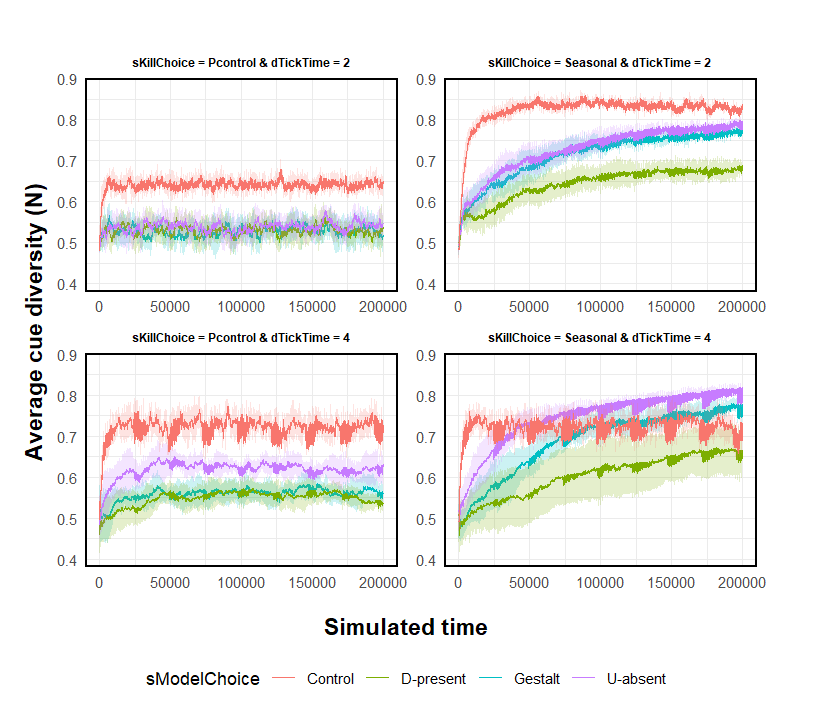 sKillChoice = Pcontrol & dTickTime = 2
sKillChoice = Seasonal & dTickTime = 2
0.9
0.8
0.7
0.6
0.5
0.4
0.9
0.8
0.7
0.6
0.5
0.4
0 50000 100000 150000 200000
0 50000 100000 150000 200000
sKillChoice = Pcontrol & dTickTime = 4
sKillChoice = Seasonal & dTickTime = 4
0.9
0.8
0.7
0.6
0.5
0.4
0.9
0.8
0.7
0.6
0.5
0.4
0 50000 100000 150000 200000
0 50000 100000 150000 200000
Average cue diversity (N)
Simulated time
sModelChoice Control D-present Gestalt U-absent